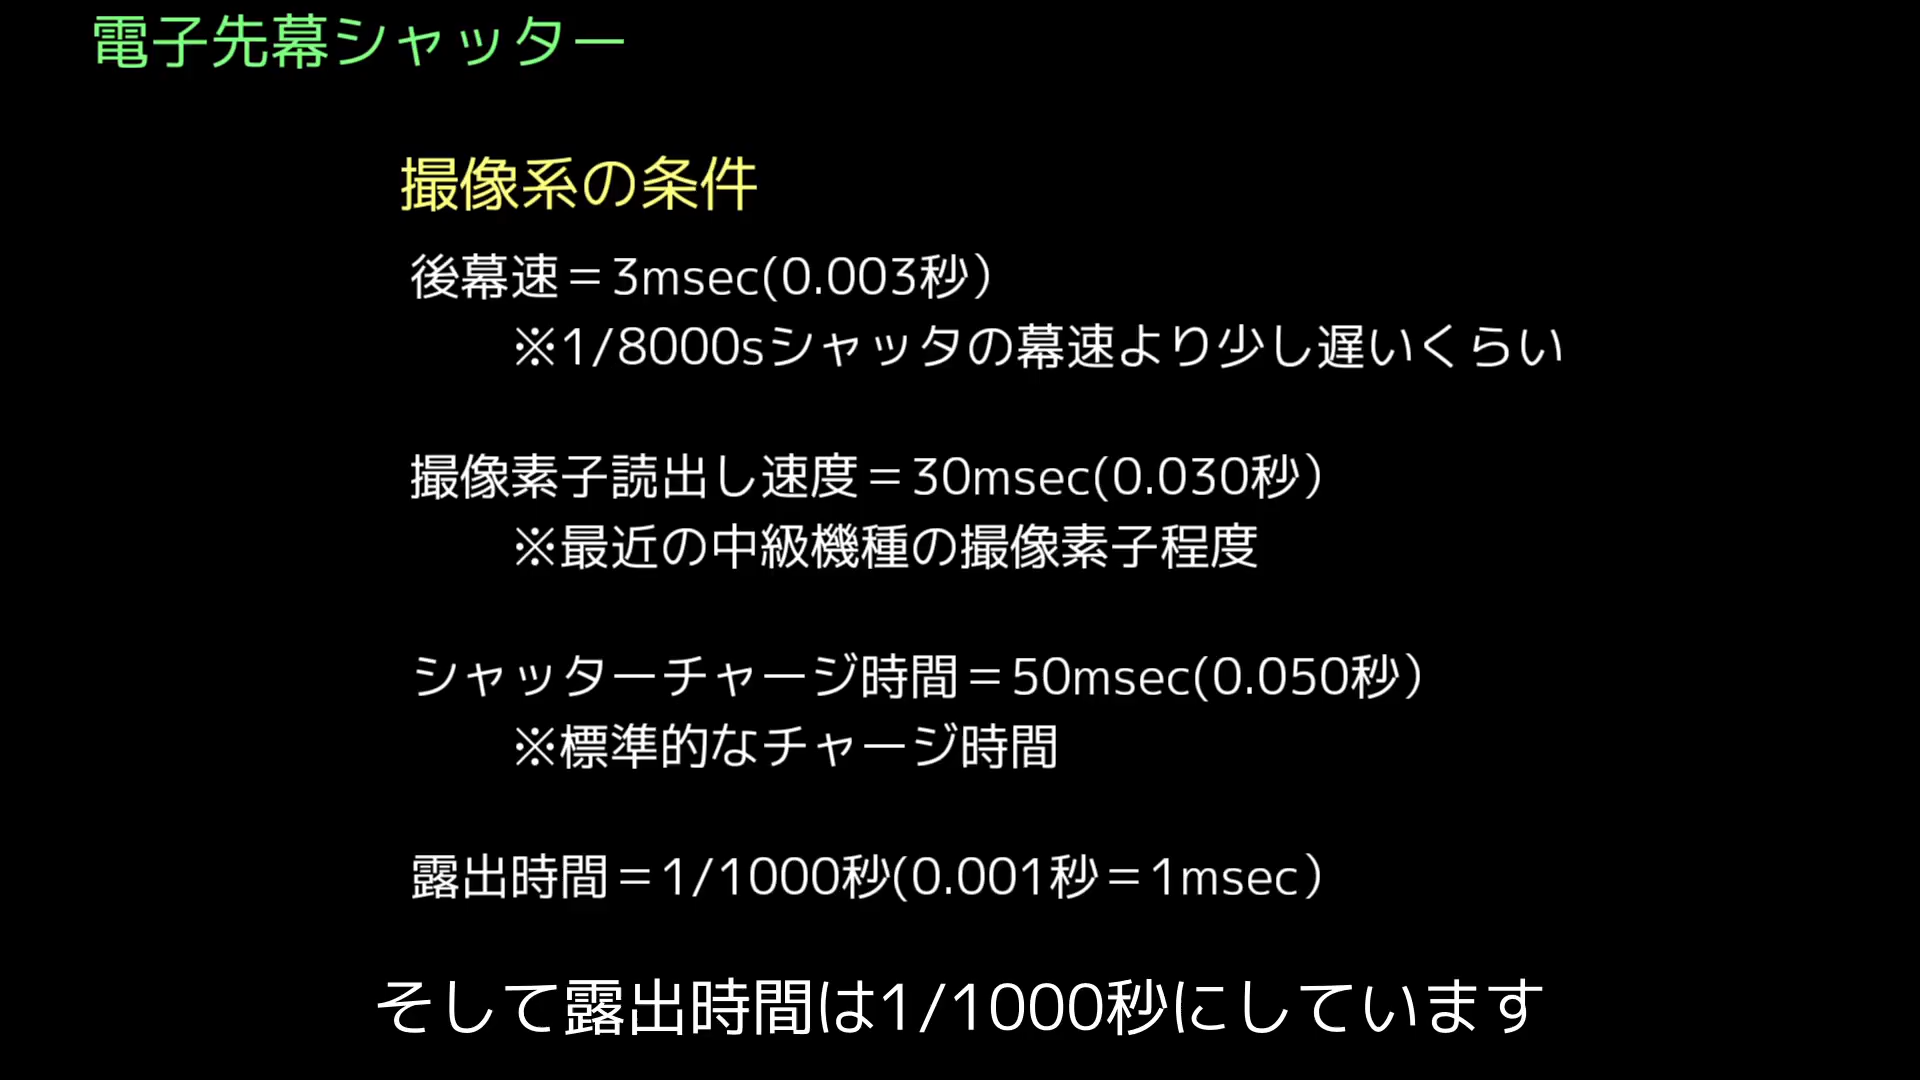 電子先幕シャッター
撮像系の条件
後幕速＝3msec(0.003秒）
※1/8000sシャッタの幕速より少し遅いくらい
撮像素子読出し速度＝30msec(0.030秒）
※最近の中級機種の撮像素子程度
シャッターチャージ時間＝50msec(0.050秒）
※標準的なチャージ時間
露出時間＝1/1000秒(0.001秒＝1msec）
そして露出時間は1/1000秒にしています